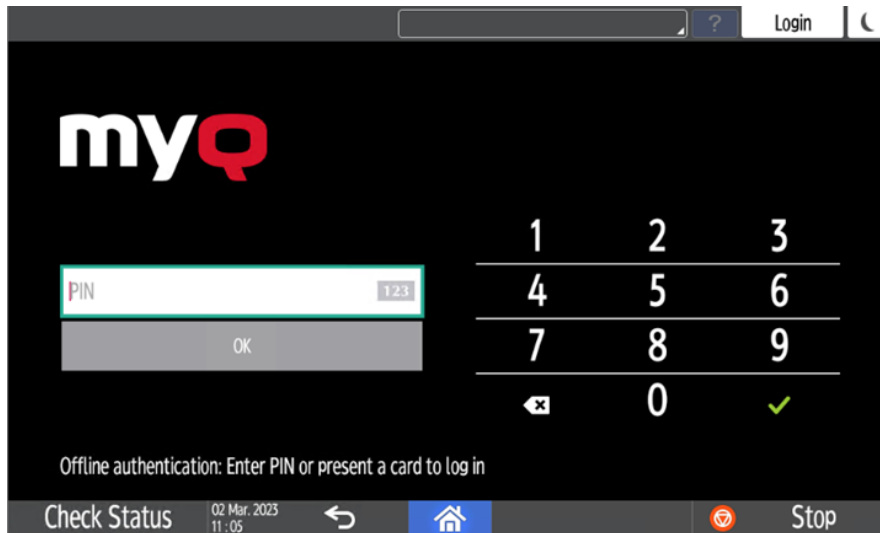 ? Login
myQ
1 2 3
PIN 123
4 5 6
OK
7 8 9
0
Offline authentication: Enter PIN or present a card to log in
Check Status 02 Mar. 2023 Stop
11 : 05